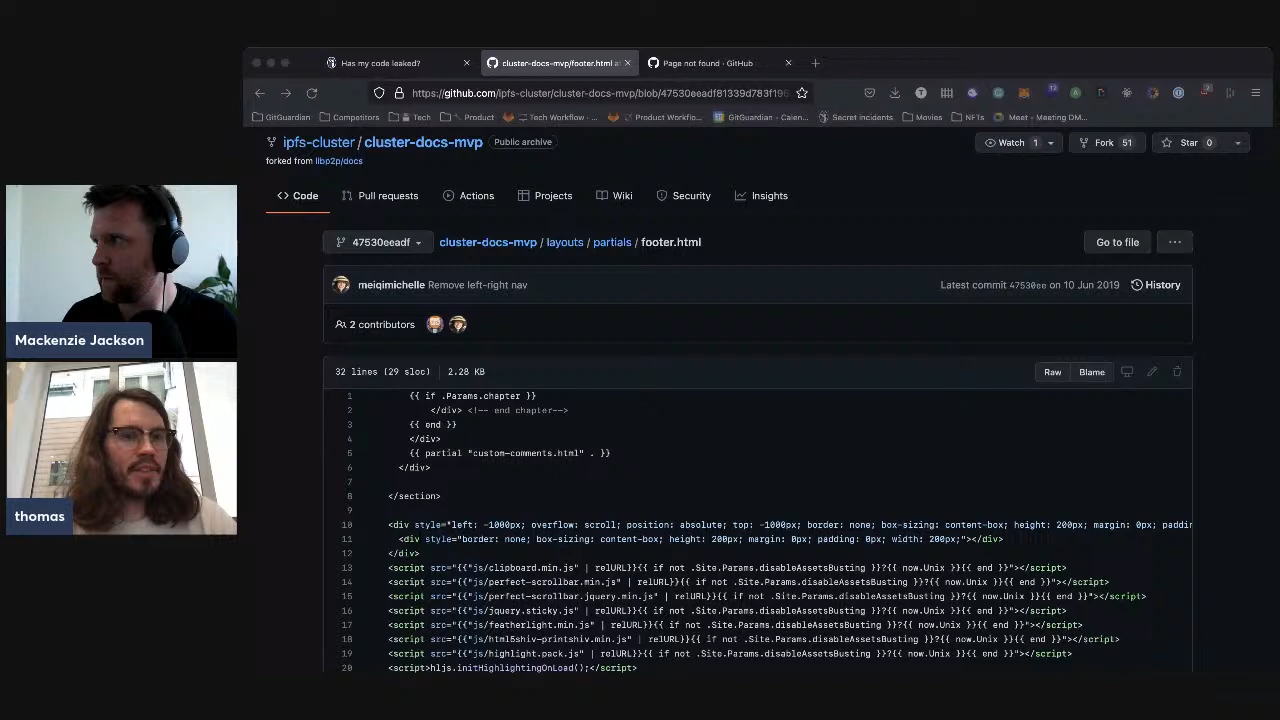 Has my code leaked?
cluster-docs-mvp/footer.html at
Page not found · GitHub
https://github.com/ipfs-cluster/cluster-docs-mvp/blob/47530eeadf81339d783f196
GitGuardian
Competitors
Tech
Product
Tech Workflow - ...
Product Workflo...
GitGuardian - Calen...
Secret incidents
Movies
NFTs
Meet – Meeting DM...
ipfs-cluster / cluster-docs-mvp
Public archive
Watch 1
Fork 51
Star 0
forked from libp2p/docs
Code
Pull requests
Actions
Projects
Wiki
Security
Insights
47530eeadf
cluster-docs-mvp / layouts / partials / footer.html
Go to file
meiqimichelle Remove left-right nav
Latest commit 47530ee on 10 Jun 2019
History
2 contributors
32 lines (29 sloc)
2.28 KB
Raw
Blame
1 {{ if .Params.chapter }}
2 </div> <!-- end chapter-->
3 {{ end }}
4 </div>
5 {{ partial "custom-comments.html" . }}
6 </div>
7
8 </section>
9
10 <div style="left: -1000px; overflow: scroll; position: absolute; top: -1000px; border: none; box-sizing: content-box; height: 200px; margin: 0px; paddin
11 <div style="border: none; box-sizing: content-box; height: 200px; margin: 0px; padding: 0px; width: 200px;"></div>
12 </div>
13 <script src="{{"js/clipboard.min.js" | relURL}}{{ if not .Site.Params.disableAssetsBusting }}?{{ now.Unix }}{{ end }}"></script>
14 <script src="{{"js/perfect-scrollbar.min.js" | relURL}}{{ if not .Site.Params.disableAssetsBusting }}?{{ now.Unix }}{{ end }}"></script>
15 <script src="{{"js/perfect-scrollbar.jquery.min.js" | relURL}}{{ if not .Site.Params.disableAssetsBusting }}?{{ now.Unix }}{{ end }}"></script>
16 <script src="{{"js/jquery.sticky.js" | relURL}}{{ if not .Site.Params.disableAssetsBusting }}?{{ now.Unix }}{{ end }}"></script>
17 <script src="{{"js/featherlight.min.js" | relURL}}{{ if not .Site.Params.disableAssetsBusting }}?{{ now.Unix }}{{ end }}"></script>
18 <script src="{{"js/html5shiv-printshiv.min.js" | relURL}}{{ if not .Site.Params.disableAssetsBusting }}?{{ now.Unix }}{{ end }}"></script>
19 <script src="{{"js/highlight.pack.js" | relURL}}{{ if not .Site.Params.disableAssetsBusting }}?{{ now.Unix }}{{ end }}"></script>
20 <script>hljs.initHighlightingOnLoad();</script>
Mackenzie Jackson
thomas